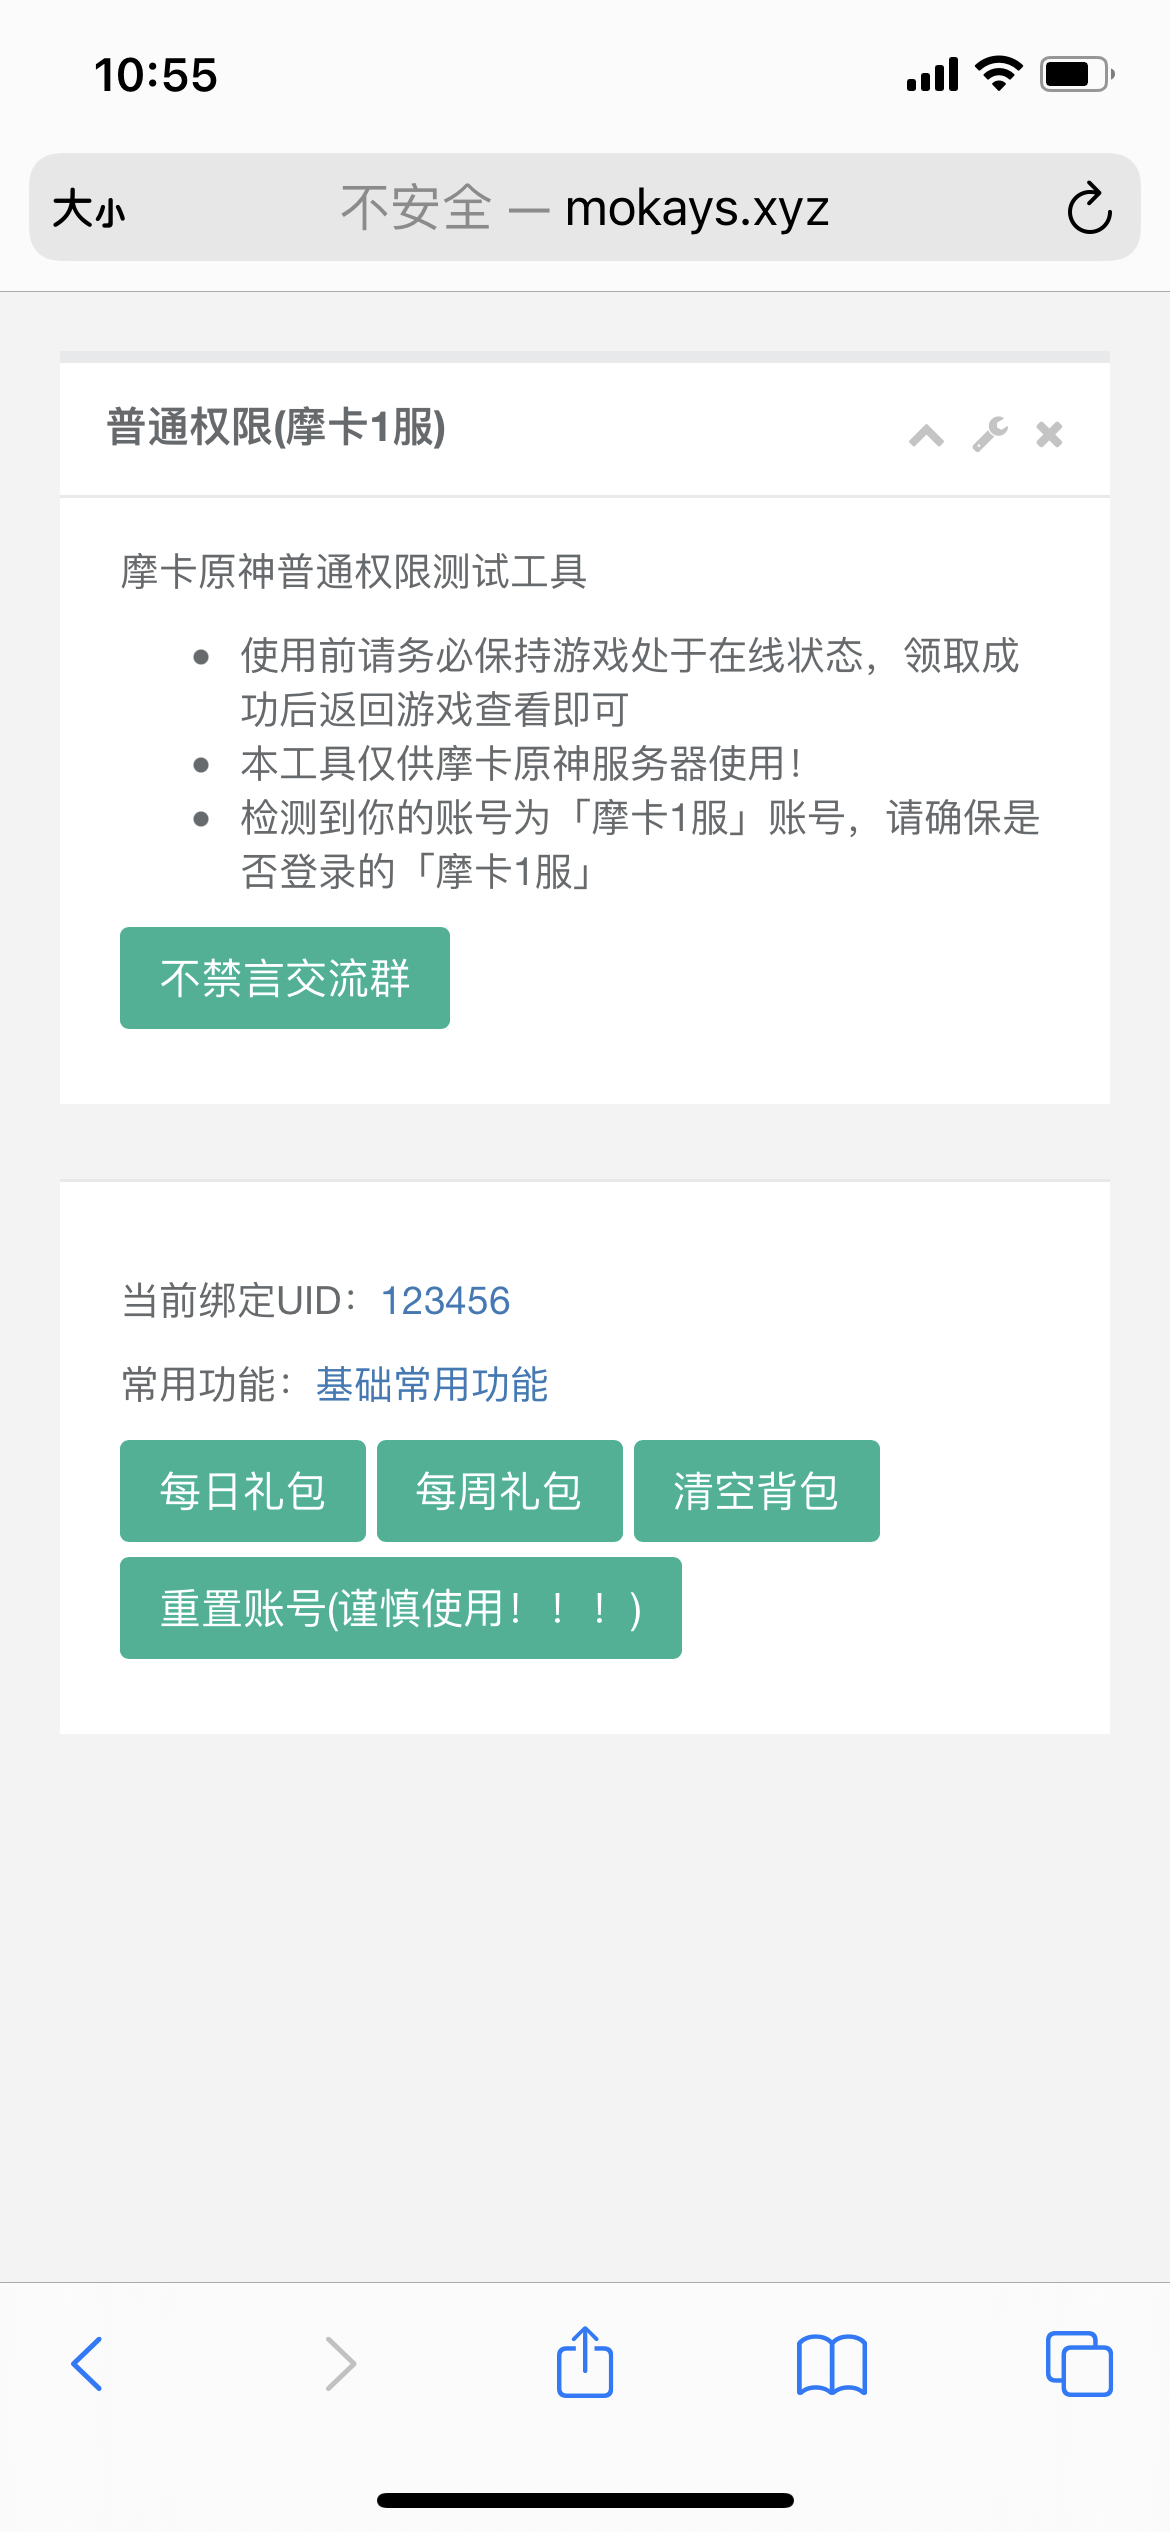 10:55
大小 不安全 — mokays.xyz
普通权限(摩卡1服)
摩卡原神普通权限测试工具
使用前请务必保持游戏处于在线状态，领取成
功后返回游戏查看即可
本工具仅供摩卡原神服务器使用！
检测到你的账号为「摩卡1服」账号，请确保是
否登录的「摩卡1服」
不禁言交流群
当前绑定UID：123456
常用功能：基础常用功能
每日礼包 每周礼包 清空背包
重置账号(谨慎使用！！！)